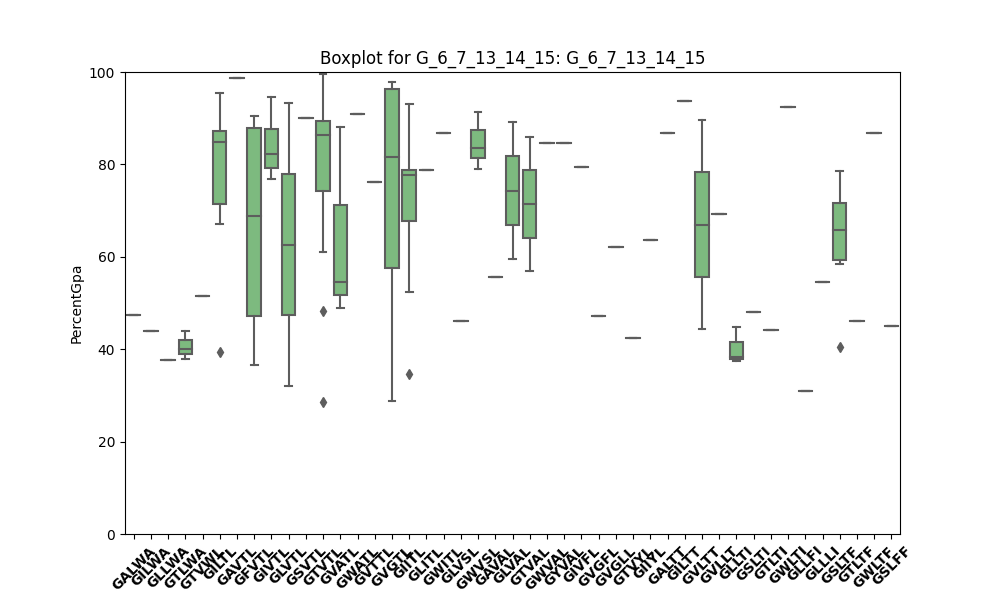 Boxplot for G_6_7_13_14_15: G_6_7_13_14_15
PercentGpa
100
80
60
40
20
0
GALWA
GILWA
GLLWA
GTLWA
GTVWL
GILTL
GAVTL
GFVTL
GIVTL
GLVTL
GSVTL
GTVTL
GVATL
GWATL
GVTTL
GVGTL
GIITL
GLITL
GWITL
GLVSL
GWVSL
GAVAL
GLVAL
GTVAL
GWVAL
GYVAL
GIVFL
GVGFL
GVGLL
GTVYL
GIIYL
GALTT
GILTT
GVLTT
GVLLT
GLLTI
GSLTI
GTLTI
GWLTI
GLLFI
GLLLI
GSLTF
GTLTF
GWLTF
GSLFF